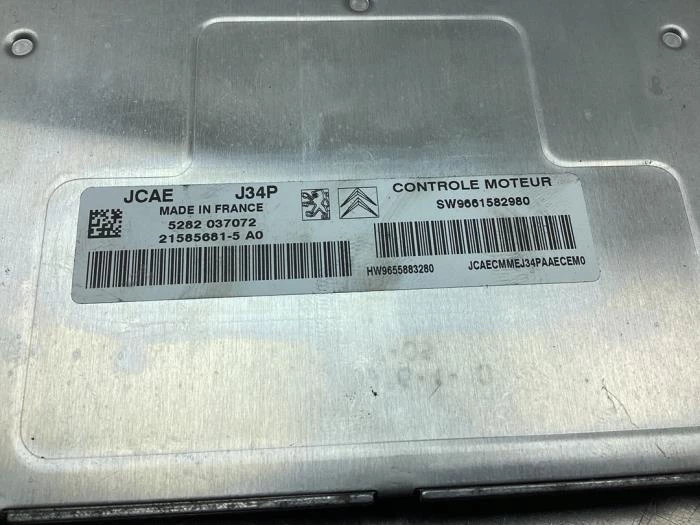 JCAE J34P
MADE IN FRANCE
5282 037072
21585681-5 A0
CONTROLE MOTEUR
SW9661582980
HW9655883280 JCAECMMEJ34PAAECEM0